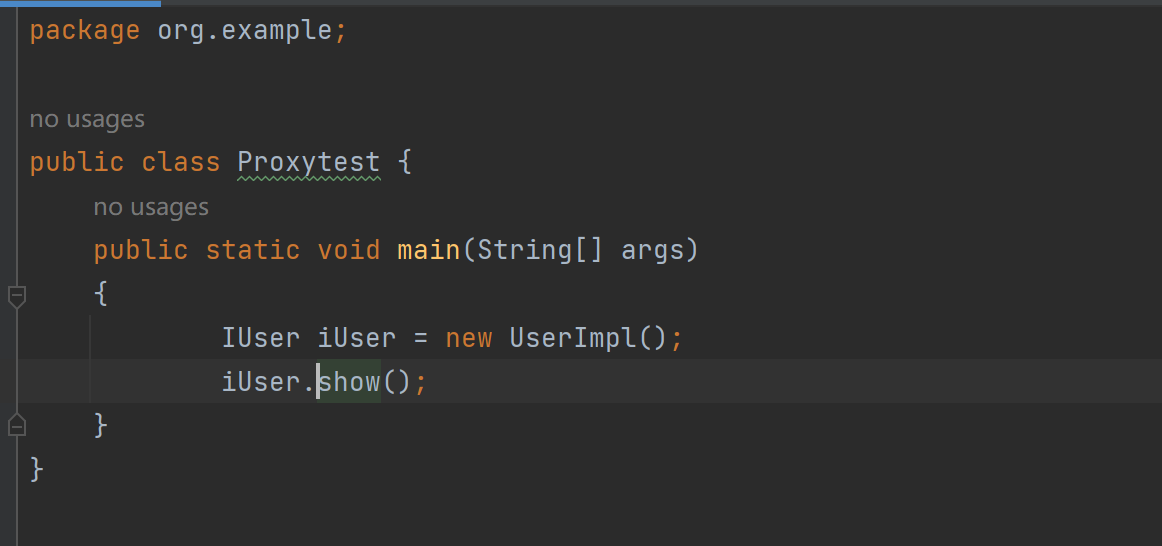 package org.example;
no usages
public class Proxytest {
no usages
public static void main(String[] args)
{
IUser iUser = new UserImpl();
iUser.show();
}
}